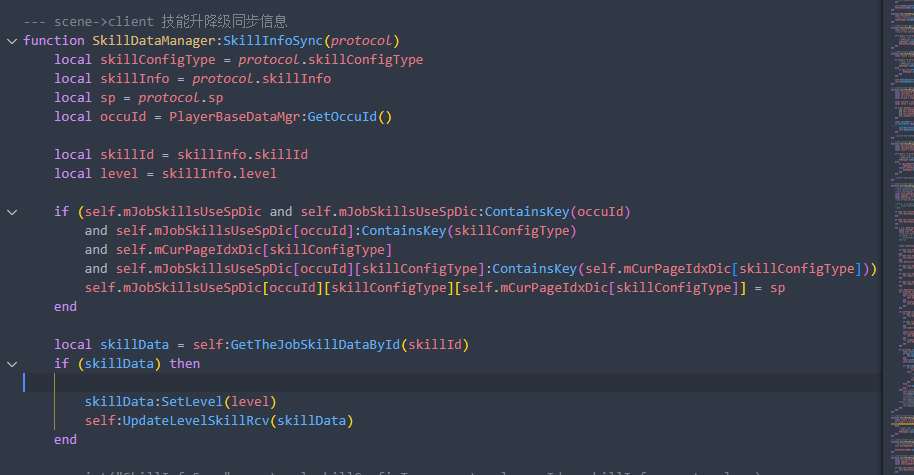 --- scene->client 技能升降级同步信息
function SkillDataManager:SkillInfoSync(protocol)
local skillConfigType = protocol.skillConfigType
local skillInfo = protocol.skillInfo
local sp = protocol.sp
local occuId = PlayerBaseDataMgr:GetOccuId()
local skillId = skillInfo.skillId
local level = skillInfo.level
if (self.mJobSkillsUseSpDic and self.mJobSkillsUseSpDic:ContainsKey(occuId)
and self.mJobSkillsUseSpDic[occuId]:ContainsKey(skillConfigType)
and self.mCurPageIdxDic[skillConfigType]
and self.mJobSkillsUseSpDic[occuId][skillConfigType]:ContainsKey(self.mCurPageIdxDic[skillConfigType]))
self.mJobSkillsUseSpDic[occuId][skillConfigType][self.mCurPageIdxDic[skillConfigType]] = sp
end
local skillData = self:GetTheJobSkillDataById(skillId)
if (skillData) then
skillData:SetLevel(level)
self:UpdateLevelSkillRcv(skillData)
end